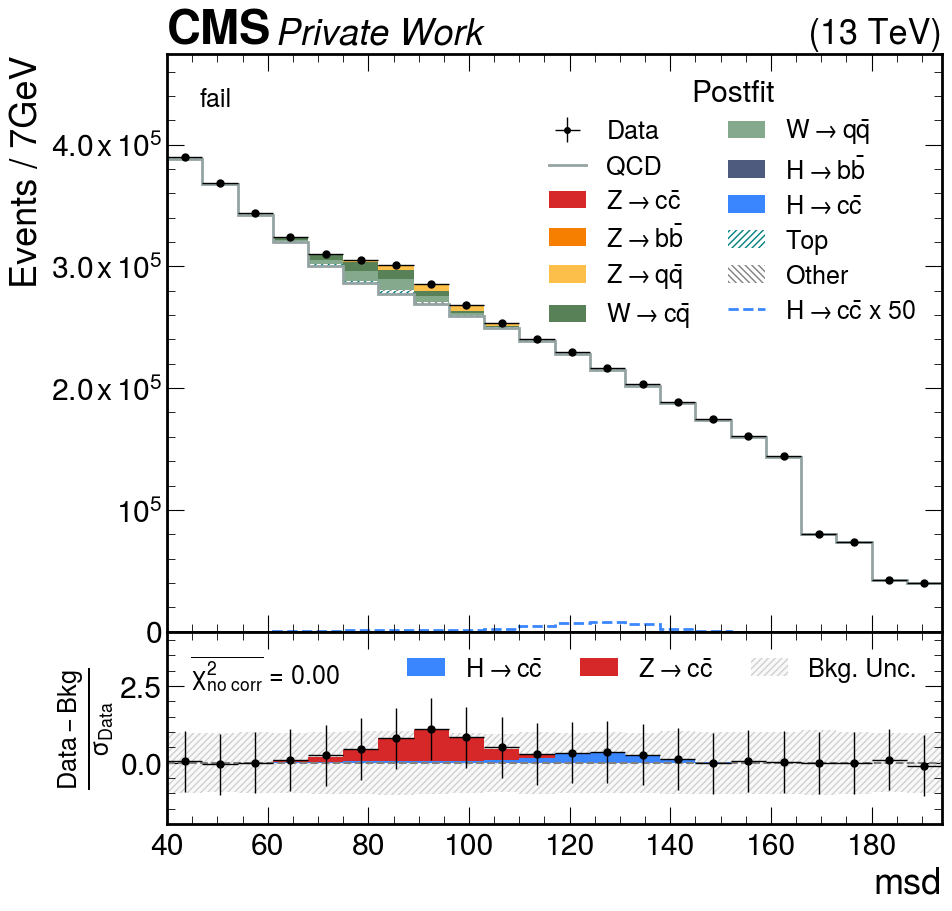 CMS Private Work (13 TeV)
Events / 7GeV
fail
Postfit
Data
QCD
Z → cc̄
Z → bb̄
Z → qq̄
W → cq̄
W → qq̄
H → bb̄
H → cc̄
Top
Other
H → cc̄ x 50
4.0 x 10⁵
3.0 x 10⁵
2.0 x 10⁵
10⁵
0
χ²no corr = 0.00
H → cc̄
Z → cc̄
Bkg. Unc.
Data – Bkg
σData
2.5
0.0
40 60 80 100 120 140 160 180
msd